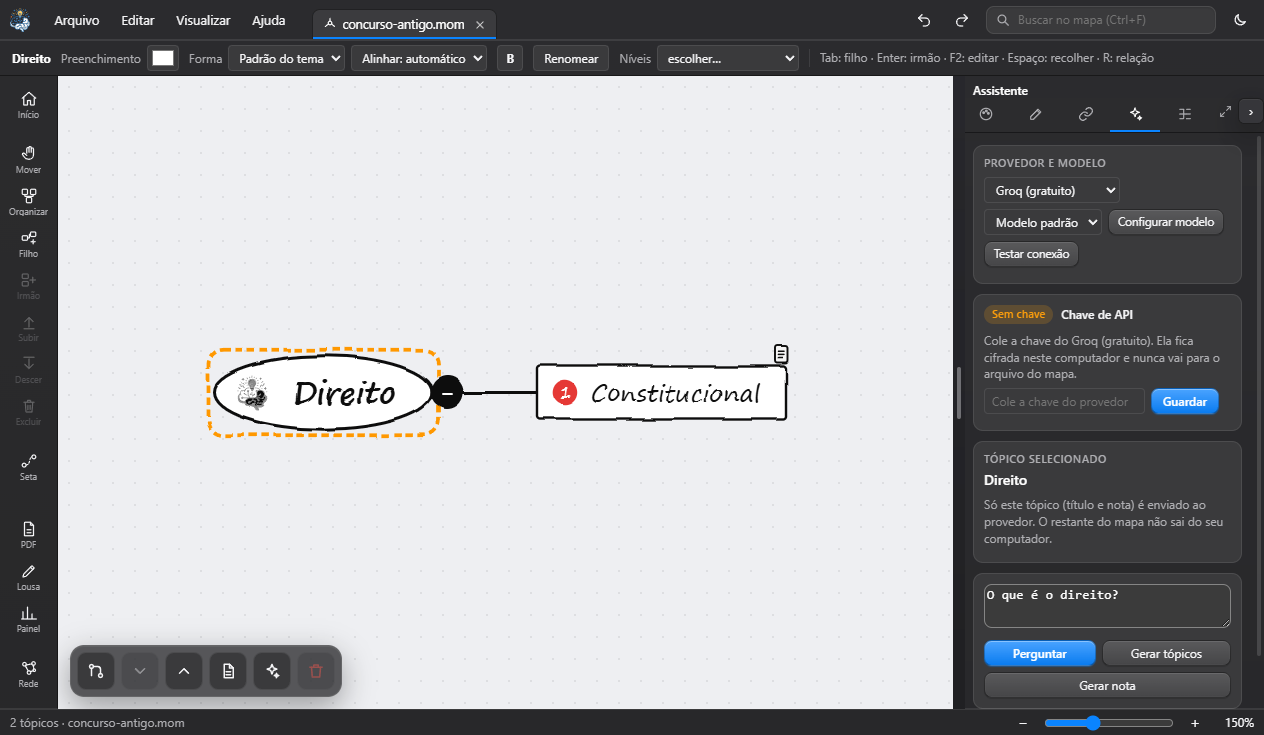 Arquivo Editar Visualizar Ajuda concurso-antigo.mom × Buscar no mapa (Ctrl+F)
Direito Preenchimento Forma Padrão do tema Alinhar: automático B Renomear Níveis escolher... Tab: filho · Enter: irmão · F2: editar · Espaço: recolher · R: relação
Início
Mover
Organizar
Filho
Irmão
Subir
Descer
Excluir
Seta
PDF
Lousa
Painel
Rede
Direito
1 Constitucional
Assistente
PROVEDOR E MODELO
Groq (gratuito)
Modelo padrão Configurar modelo
Testar conexão
Sem chave Chave de API
Cole a chave do Groq (gratuito). Ela fica
cifrada neste computador e nunca vai para o
arquivo do mapa.
Cole a chave do provedor Guardar
TÓPICO SELECIONADO
Direito
Só este tópico (título e nota) é enviado ao
provedor. O restante do mapa não sai do seu
computador.
O que é o direito?
Perguntar Gerar tópicos
Gerar nota
2 tópicos · concurso-antigo.mom − + 150%